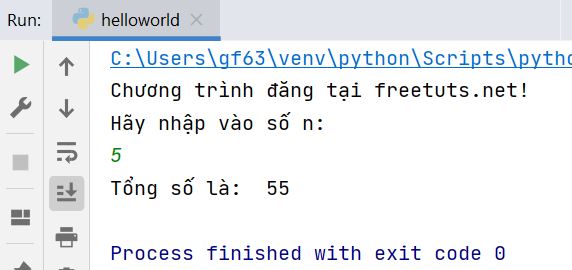 Run: helloworld
C:\Users\gf63\venv\python\Scripts\pytho
Chương trình đăng tại freetuts.net!
Hãy nhập vào số n:
5
Tổng số là:  55
Process finished with exit code 0